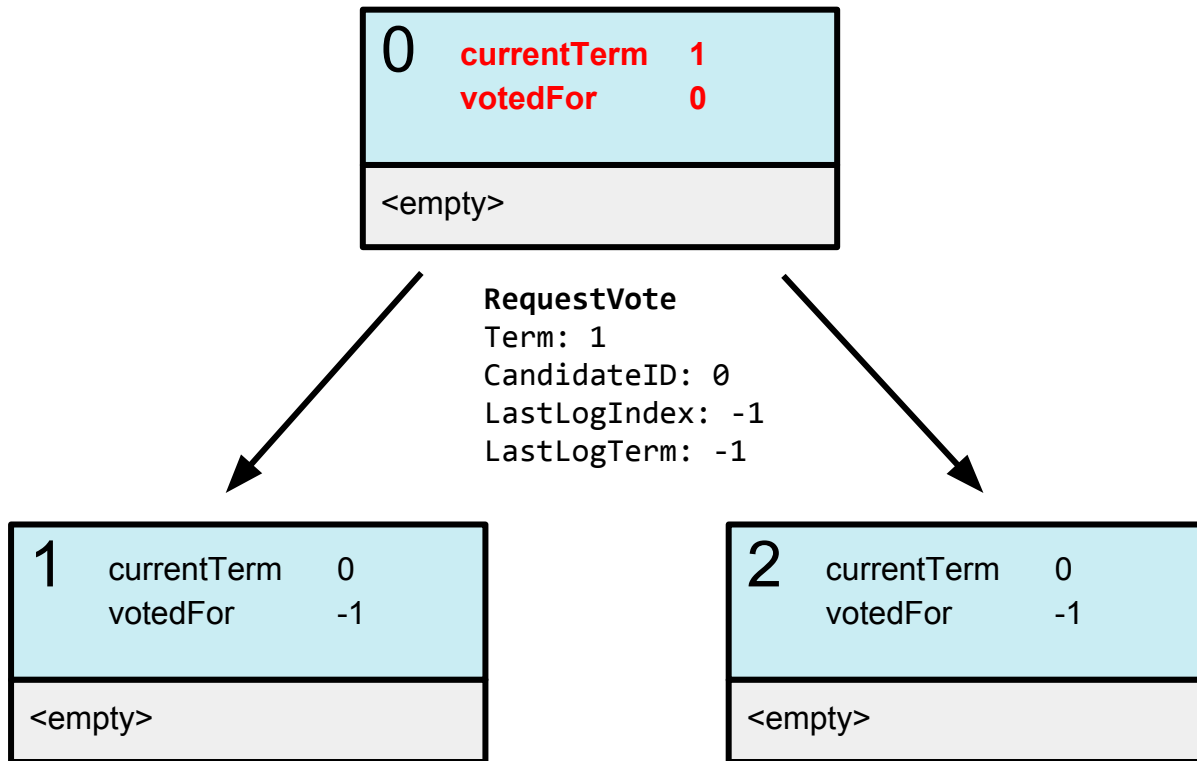 0 currentTerm 1
votedFor 0
<empty>
RequestVote
Term: 1
CandidateID: 0
LastLogIndex: -1
LastLogTerm: -1
1 currentTerm 0
votedFor -1
<empty>
2 currentTerm 0
votedFor -1
<empty>